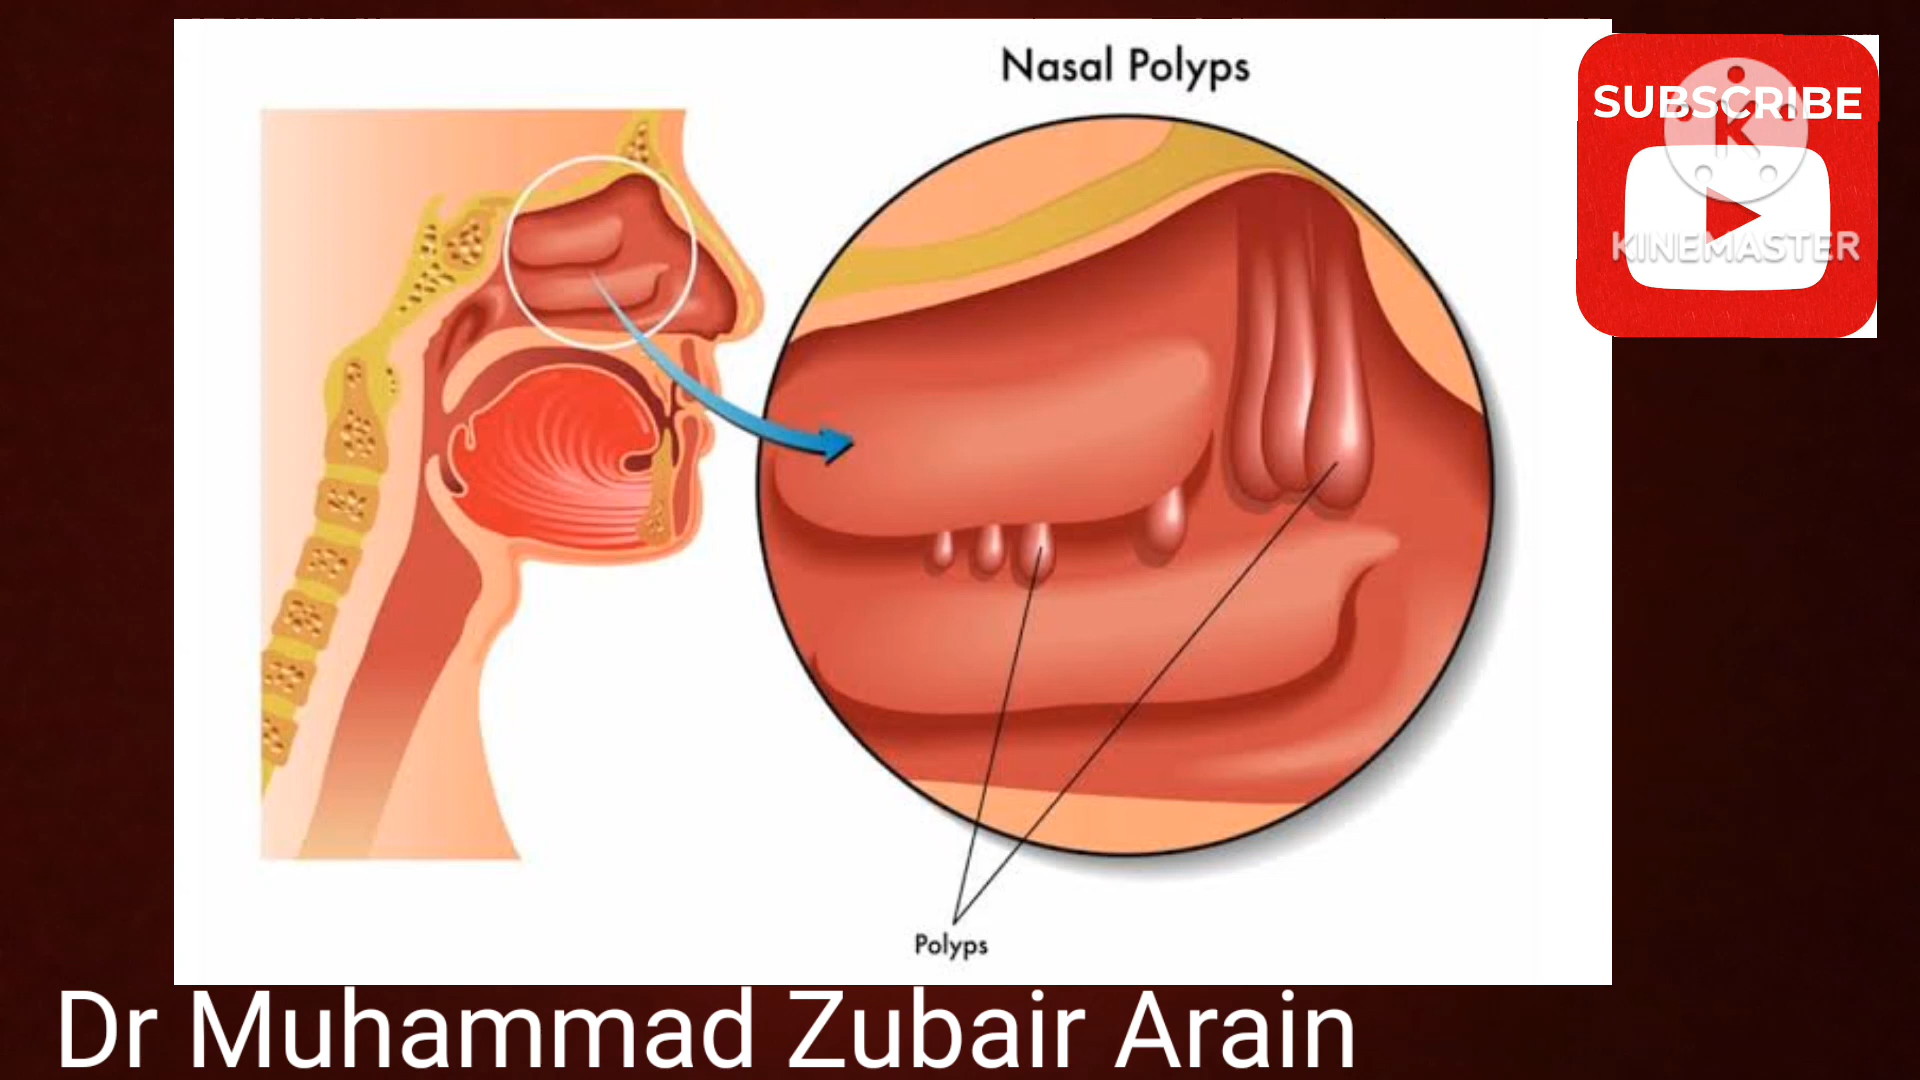 Nasal Polyps
SUBSCRIBE
K
KINEMASTER
Polyps
Dr Muhammad Zubair Arain